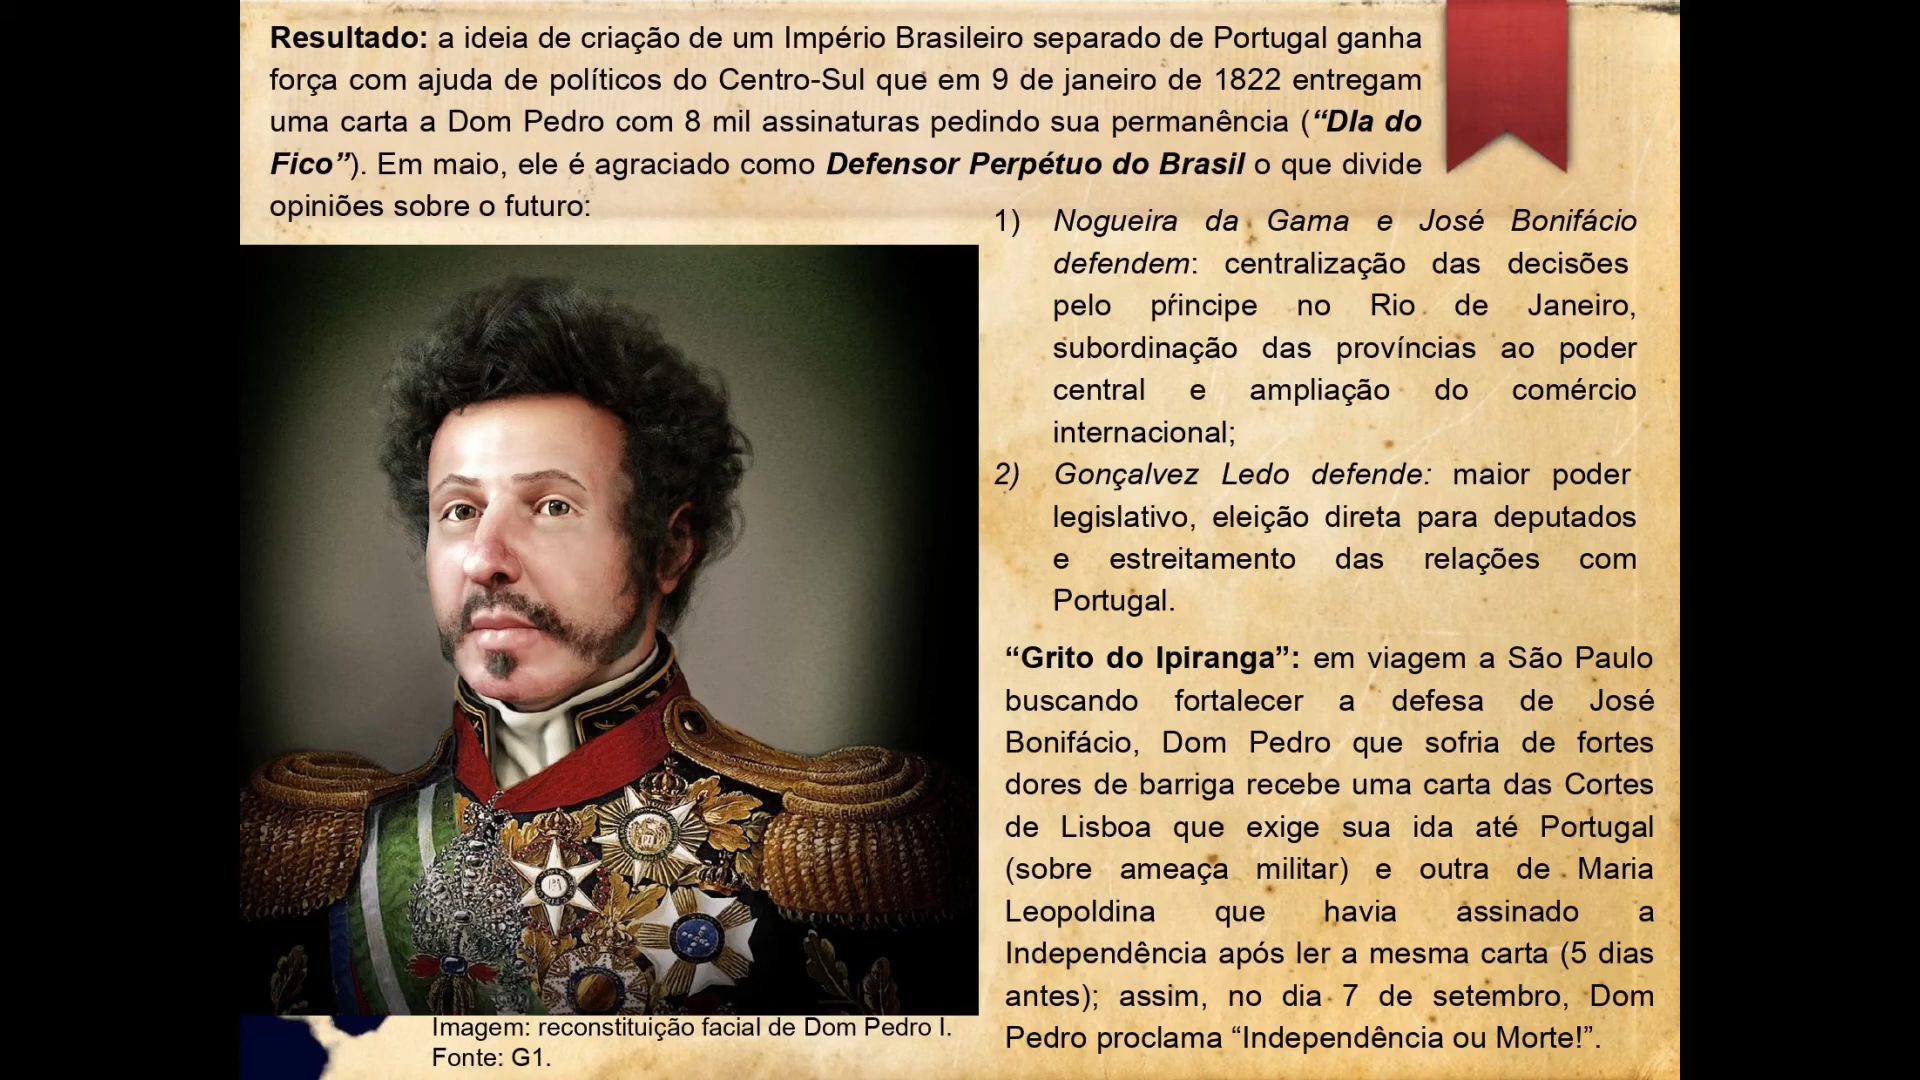 Resultado: a ideia de criação de um Império Brasileiro separado de Portugal ganha
força com ajuda de políticos do Centro-Sul que em 9 de janeiro de 1822 entregam
uma carta a Dom Pedro com 8 mil assinaturas pedindo sua permanência (“DIa do
Fico”). Em maio, ele é agraciado como Defensor Perpétuo do Brasil o que divide
opiniões sobre o futuro:
1) Nogueira da Gama e José Bonifácio
defendem: centralização das decisões
pelo pŕincipe no Rio de Janeiro,
subordinação das províncias ao poder
central e ampliação do comércio
internacional;
2) Gonçalvez Ledo defende: maior poder
legislativo, eleição direta para deputados
e estreitamento das relações com
Portugal.
“Grito do Ipiranga”: em viagem a São Paulo
buscando fortalecer a defesa de José
Bonifácio, Dom Pedro que sofria de fortes
dores de barriga recebe uma carta das Cortes
de Lisboa que exige sua ida até Portugal
(sobre ameaça militar) e outra de Maria
Leopoldina que havia assinado a
Independência após ler a mesma carta (5 dias
antes); assim, no dia 7 de setembro, Dom
Pedro proclama “Independência ou Morte!”.
Imagem: reconstituição facial de Dom Pedro I.
Fonte: G1.